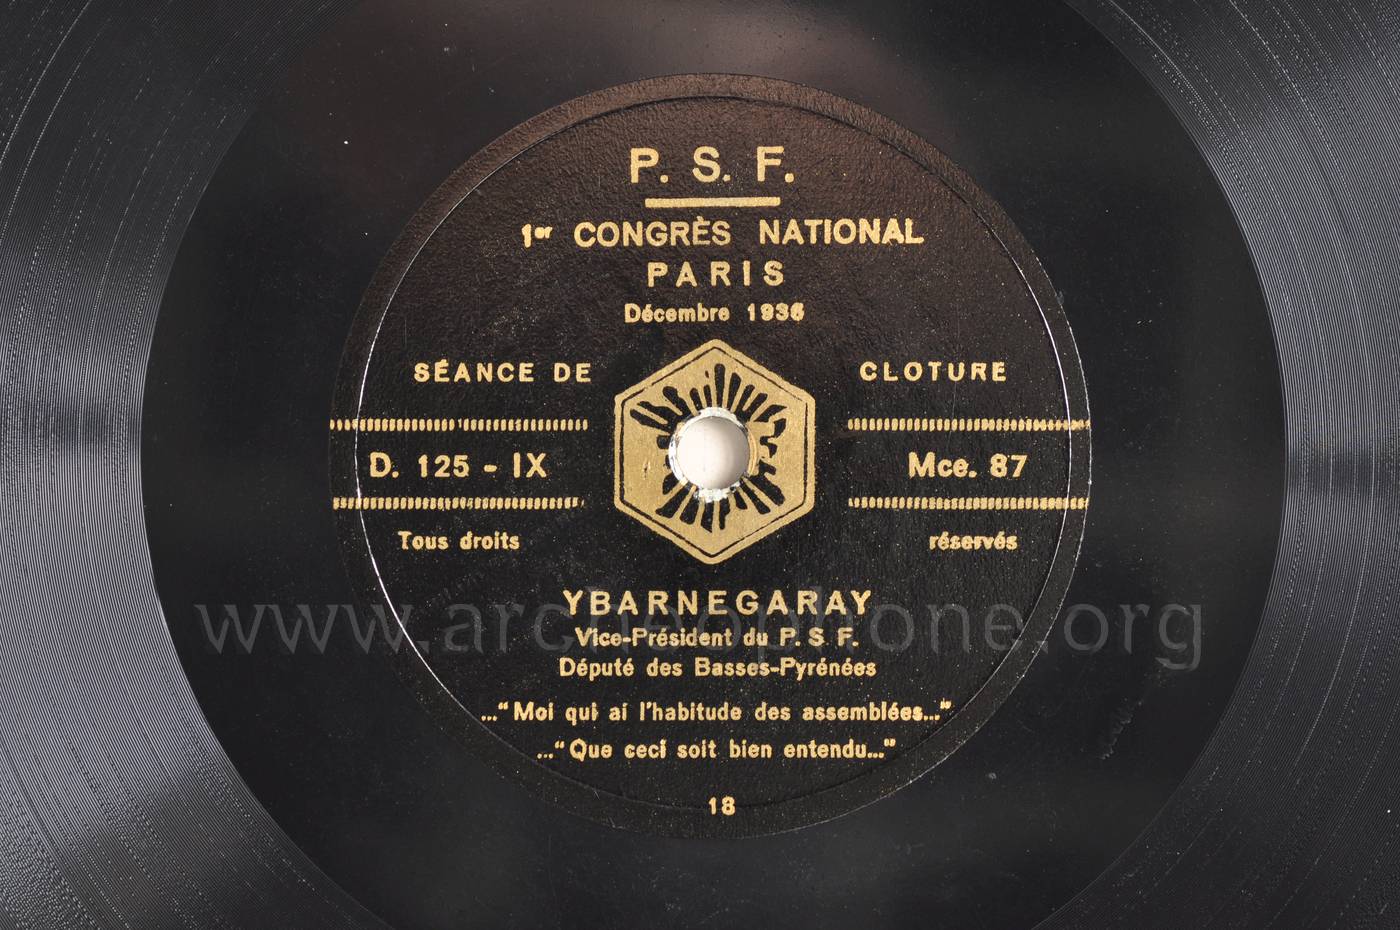 P. S. F.
1er CONGRÈS NATIONAL
PARIS
Décembre 1936
SÉANCE DE CLOTURE
D. 125 - IX Mce. 87
Tous droits réservés
YBARNEGARAY
www.archeophone.org
Vice-Président du P. S F.
Député des Basses-Pyrénées
..."Moi qui ai l'habitude des assemblées..."
..."Que ceci soit bien entendu..."
18